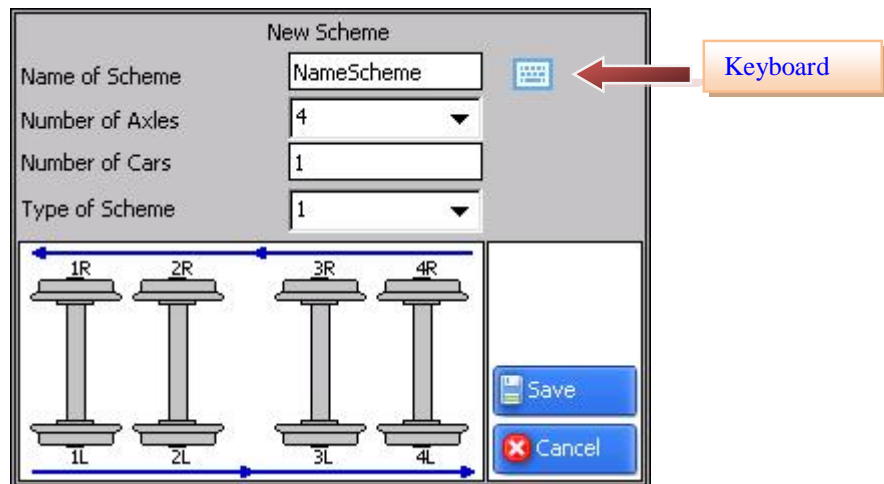 New Scheme
Name of Scheme NameScheme
Keyboard
Number of Axles 4
Number of Cars 1
Type of Scheme 1
1R 2R 3R 4R
1L 2L 3L 4L
Save
Cancel